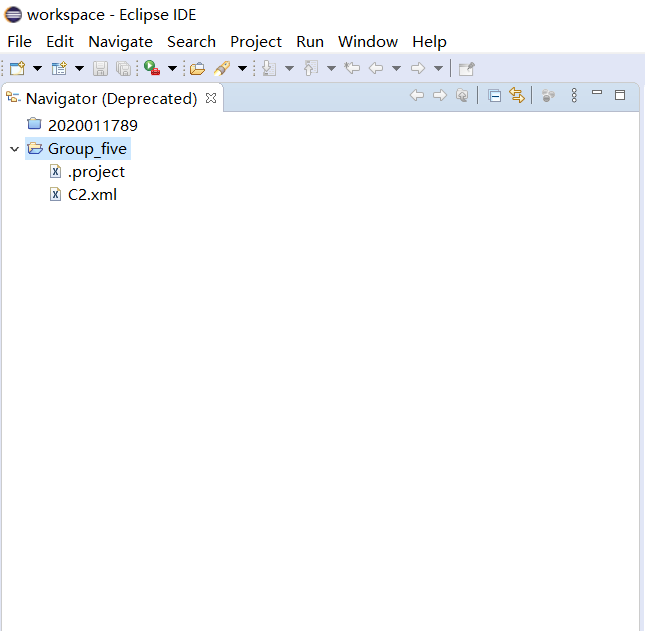 workspace - Eclipse IDE
File Edit Navigate Search Project Run Window Help
Navigator (Deprecated)
2020011789
Group_five
.project
C2.xml